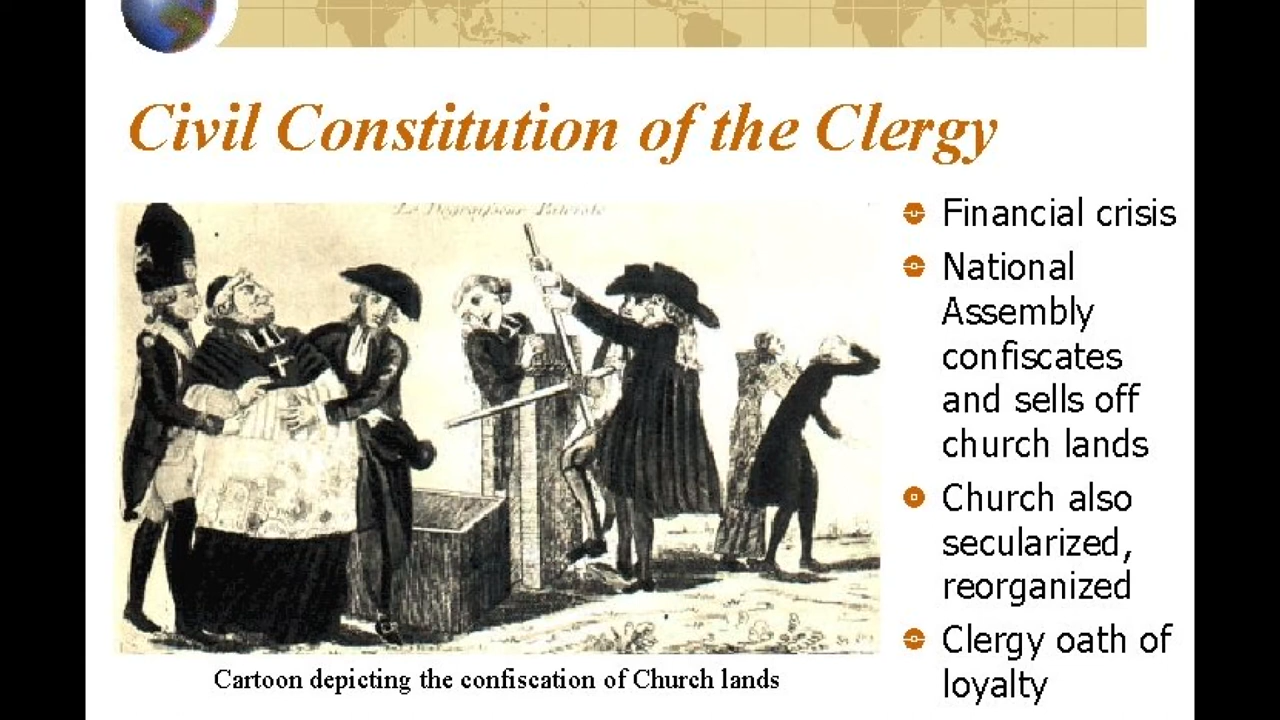 Civil Constitution of the Clergy
Financial crisis
National
Assembly
confiscates
and sells off
church lands
Church also
secularized,
reorganized
Clergy oath of
loyalty
Cartoon depicting the confiscation of Church lands